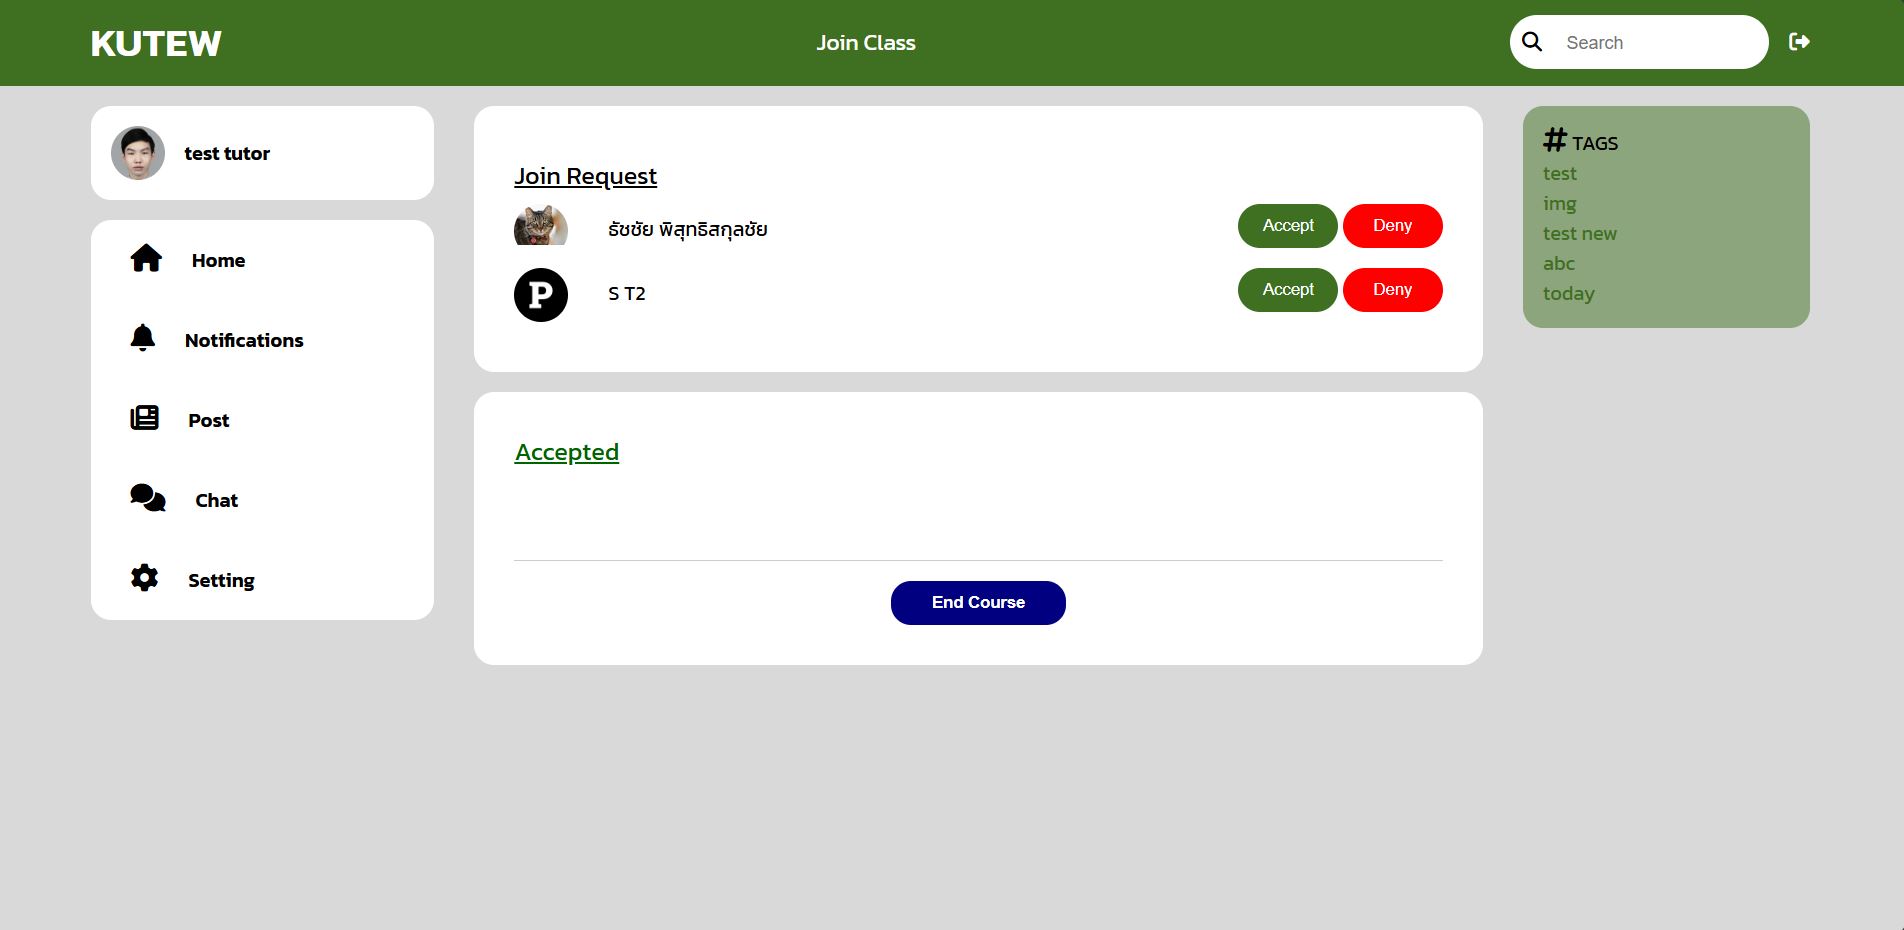 KUTEW
Join Class
Search
test tutor
Home
Notifications
Post
Chat
Setting
Join Request
ธัชชัย พิสุทธิสกุลชัย
Accept
Deny
P
S T2
Accept
Deny
Accepted
End Course
# TAGS
test
img
test new
abc
today